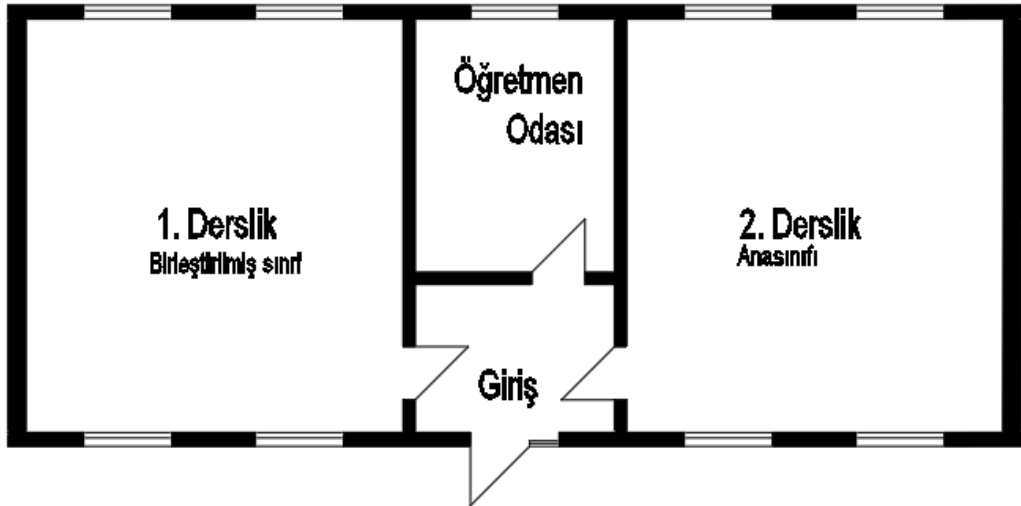 Öğretmen
Odası
1. Derslik
Birleştirilmiş sınıf
2. Derslik
Anasınıfı
Giriş